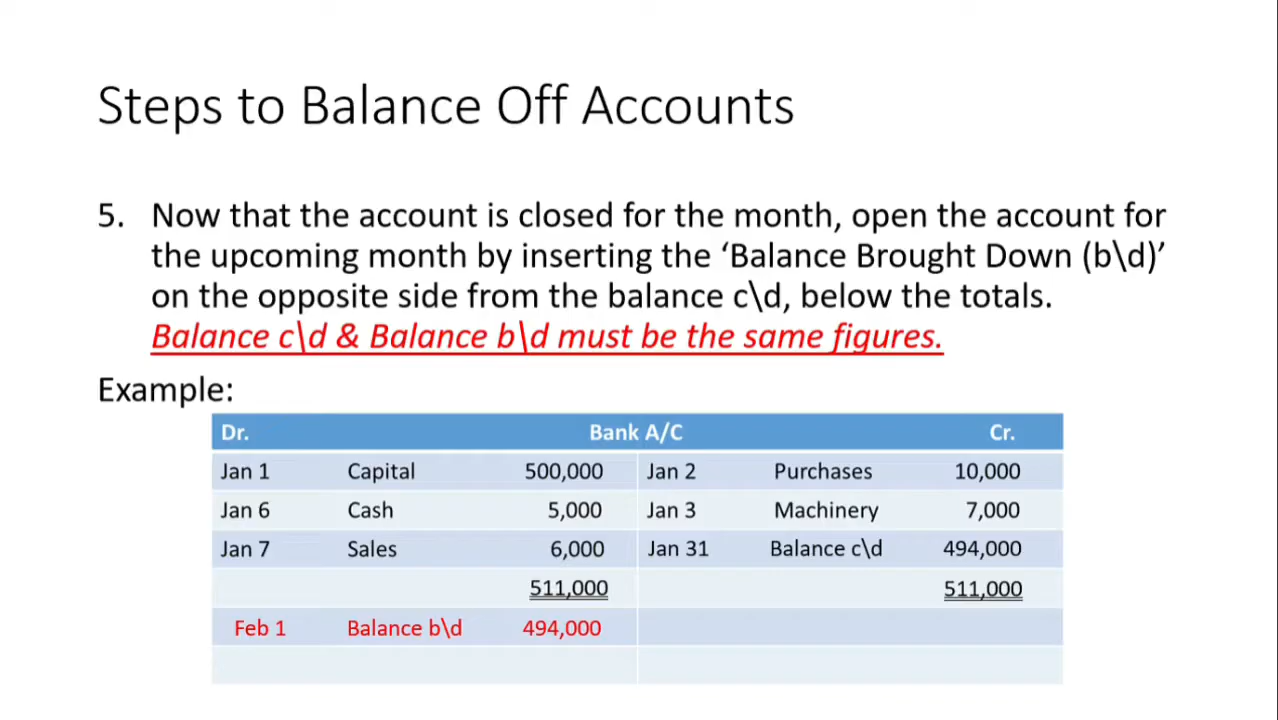 Steps to Balance Off Accounts
5. Now that the account is closed for the month, open the account for
the upcoming month by inserting the ‘Balance Brought Down (b\d)’
on the opposite side from the balance c\d, below the totals.
Balance c\d & Balance b\d must be the same figures.
Example:
Dr. Bank A/C Cr.
Jan 1 Capital 500,000 Jan 2 Purchases 10,000
Jan 6 Cash 5,000 Jan 3 Machinery 7,000
Jan 7 Sales 6,000 Jan 31 Balance c\d 494,000
511,000 511,000
Feb 1 Balance b\d 494,000